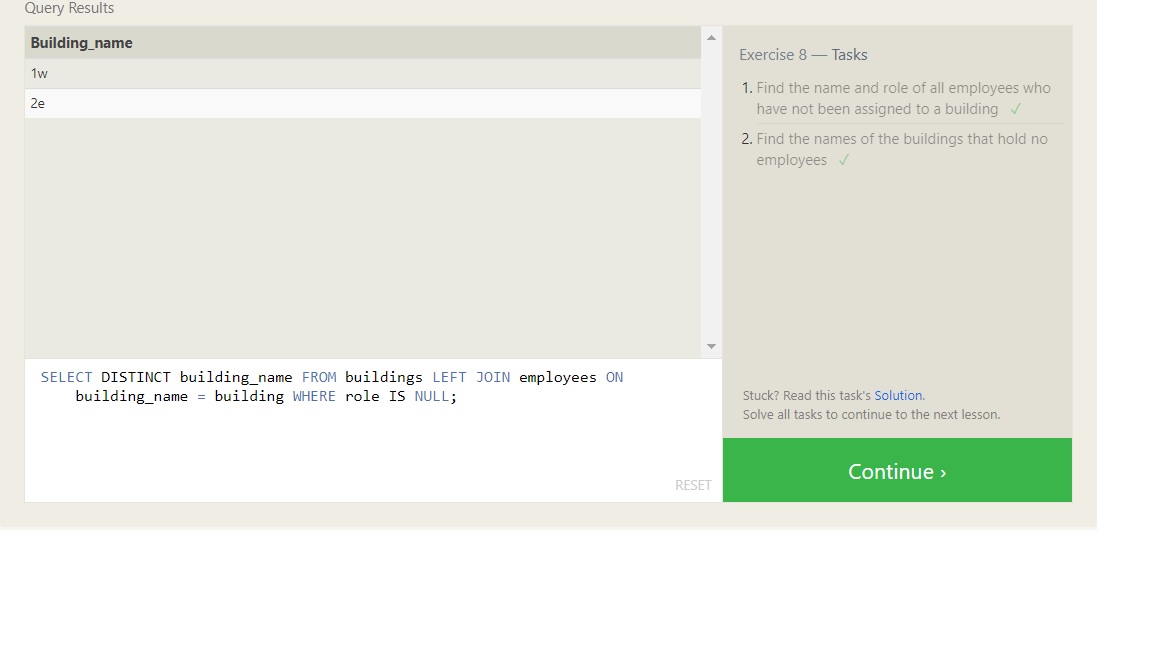 Query Results
Building_name
1w
2e
SELECT DISTINCT building_name FROM buildings LEFT JOIN employees ON
building_name = building WHERE role IS NULL;
RESET
Exercise 8 — Tasks
1. Find the name and role of all employees who
have not been assigned to a building ✓
2. Find the names of the buildings that hold no
employees ✓
Stuck? Read this task's Solution.
Solve all tasks to continue to the next lesson.
Continue ›